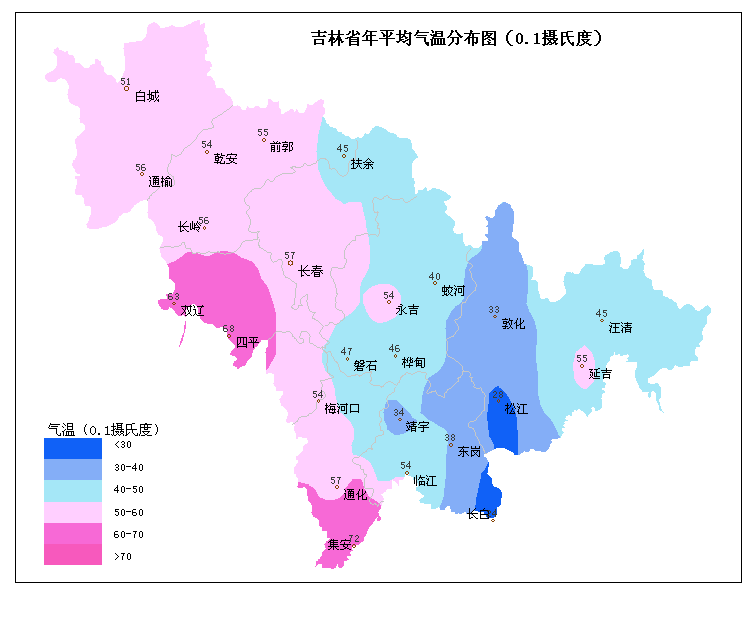 吉林省年平均气温分布图（0.1摄氏度）
51
白城
55
前郭
54
乾安
45
扶余
56
通榆
56
长岭
57
长春
40
蛟河
63
双辽
54
永吉
33
敦化
45
汪清
68
四平
47
磐石
46
桦甸
55
延吉
54
梅河口
34
靖宇
28
松江
38
东岗
54
临江
57
通化
长白
72
集安
气温（0.1摄氏度）
<30
30-40
40-50
50-60
60-70
>70